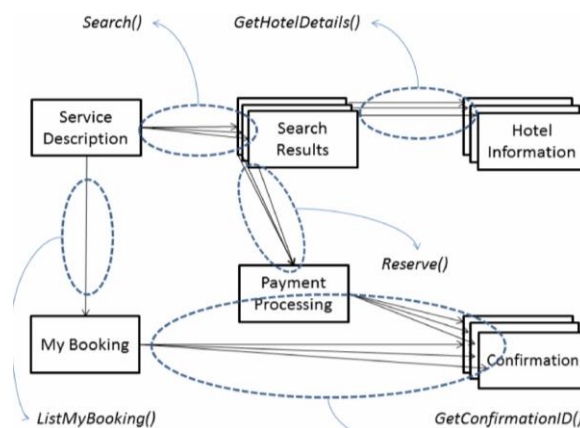 Search()
GetHotelDetails()
Service
Description
Search
Results
Hotel
Information
Payment
Processing
Reserve()
My Booking
Confirmation
ListMyBooking()
GetConfirmationID()